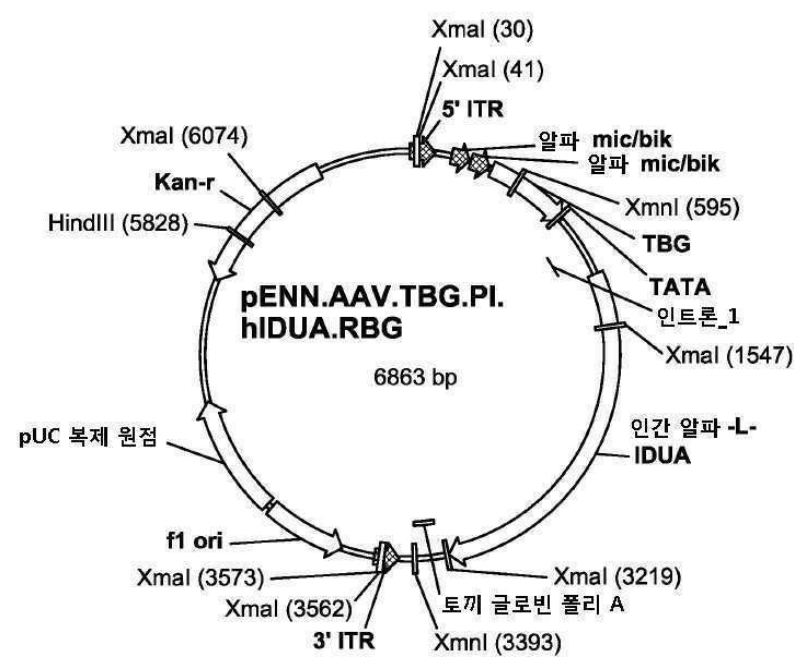 XmaI (30)
XmaI (41)
5' ITR
알파 mic/bik
알파 mic/bik
XmnI (595)
TBG
TATA
인트론_1
XmaI (1547)
인간 알파 -L-
IDUA
XmaI (3219)
토끼 글로빈 폴리 A
XmnI (3393)
3' ITR
XmaI (3562)
XmaI (3573)
f1 ori
pUC 복제 원점
HindIII (5828)
Kan-r
XmaI (6074)
pENN.AAV.TBG.PI.
hIDUA.RBG
6863 bp